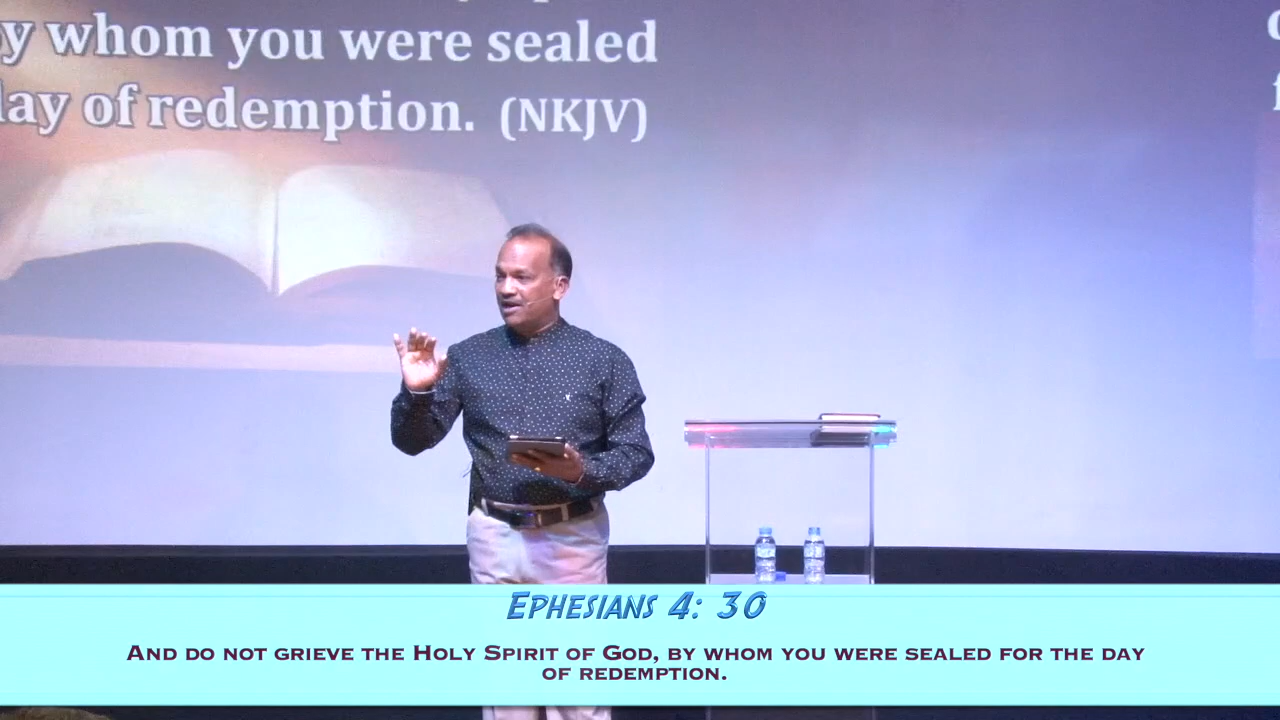 y whom you were sealed
day of redemption. (NKJV)
Ephesians 4: 30
And do not grieve the Holy Spirit of God, by whom you were sealed for the day
of redemption.